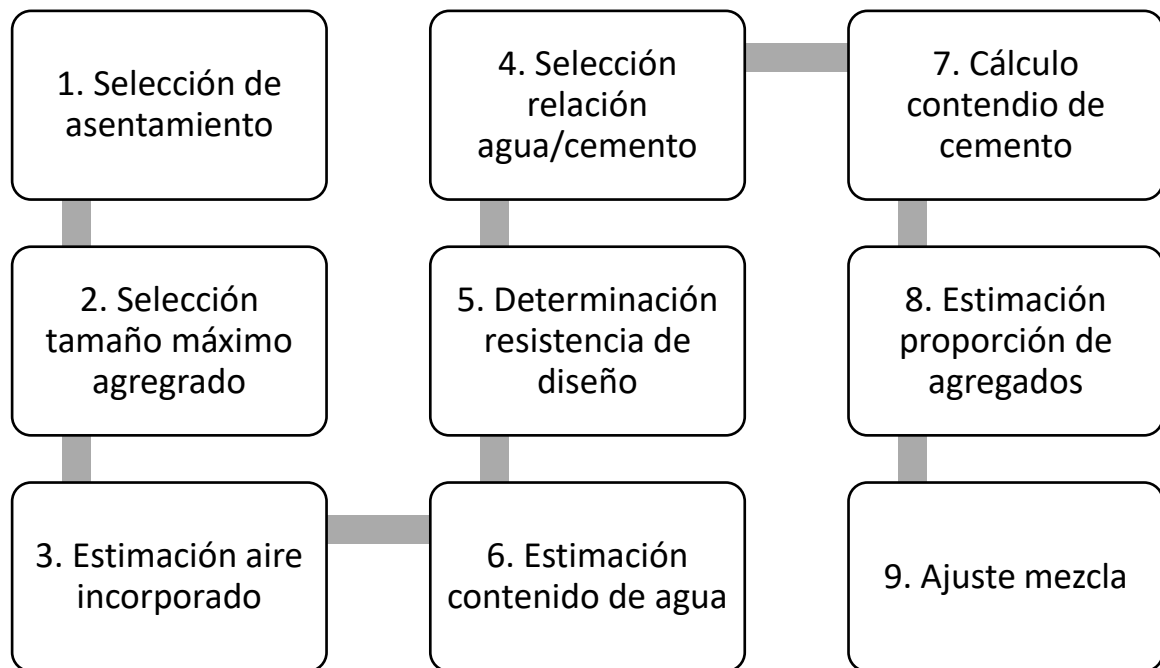 1. Selección de
asentamiento
2. Selección
tamaño máximo
agregrado
3. Estimación aire
incorporado
4. Selección
relación
agua/cemento
5. Determinación
resistencia de
diseño
6. Estimación
contenido de agua
7. Cálculo
contendio de
cemento
8. Estimación
proporción de
agregados
9. Ajuste mezcla